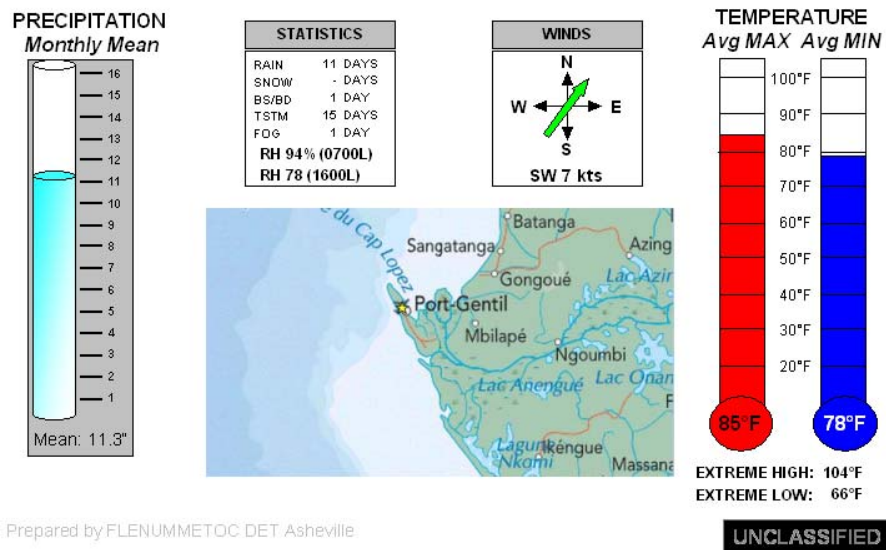 PRECIPITATION
Monthly Mean
16
15
14
13
12
11
10
9
8
7
6
5
4
3
2
1
Mean: 11.3"
STATISTICS
RAIN 11 DAYS
SNOW - DAYS
BS/BD 1 DAY
TSTM 15 DAYS
FOG 1 DAY
RH 94% (0700L)
RH 78 (1600L)
WINDS
N
W E
S
SW 7 kts
e du Cap Lopez
Batanga
Sangatanga
Azing
Gongoué
Lac Azir
Port-Gentil
Mbilapé
Ngoumbi
Lac Anengué
Lac Onan
F
Lagune
Nkomi
Ikéngue
Massana
TEMPERATURE
Avg MAX Avg MIN
100°F
90°F
80°F
70°F
60°F
50°F
40°F
30°F
20°F
85°F 78°F
EXTREME HIGH: 104°F
EXTREME LOW: 66°F
Prepared by FLENUMMETOC DET Asheville
UNCLASSIFIED